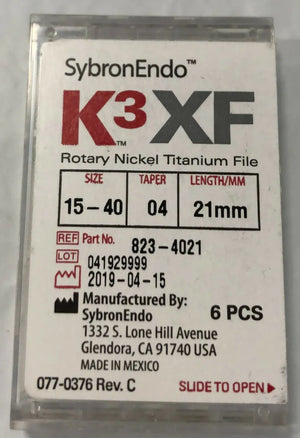 SybronEndo™
K3XF™
Rotary Nickel Titanium File
SIZE TAPER LENGTH/MM
15-40 04 21mm
REF Part No. 823-4021
LOT 041929999
2019-04-15
Manufactured By:
SybronEndo 6 PCS
1332 S. Lone Hill Avenue
Glendora, CA 91740 USA
MADE IN MEXICO
077-0376 Rev. C SLIDE TO OPEN